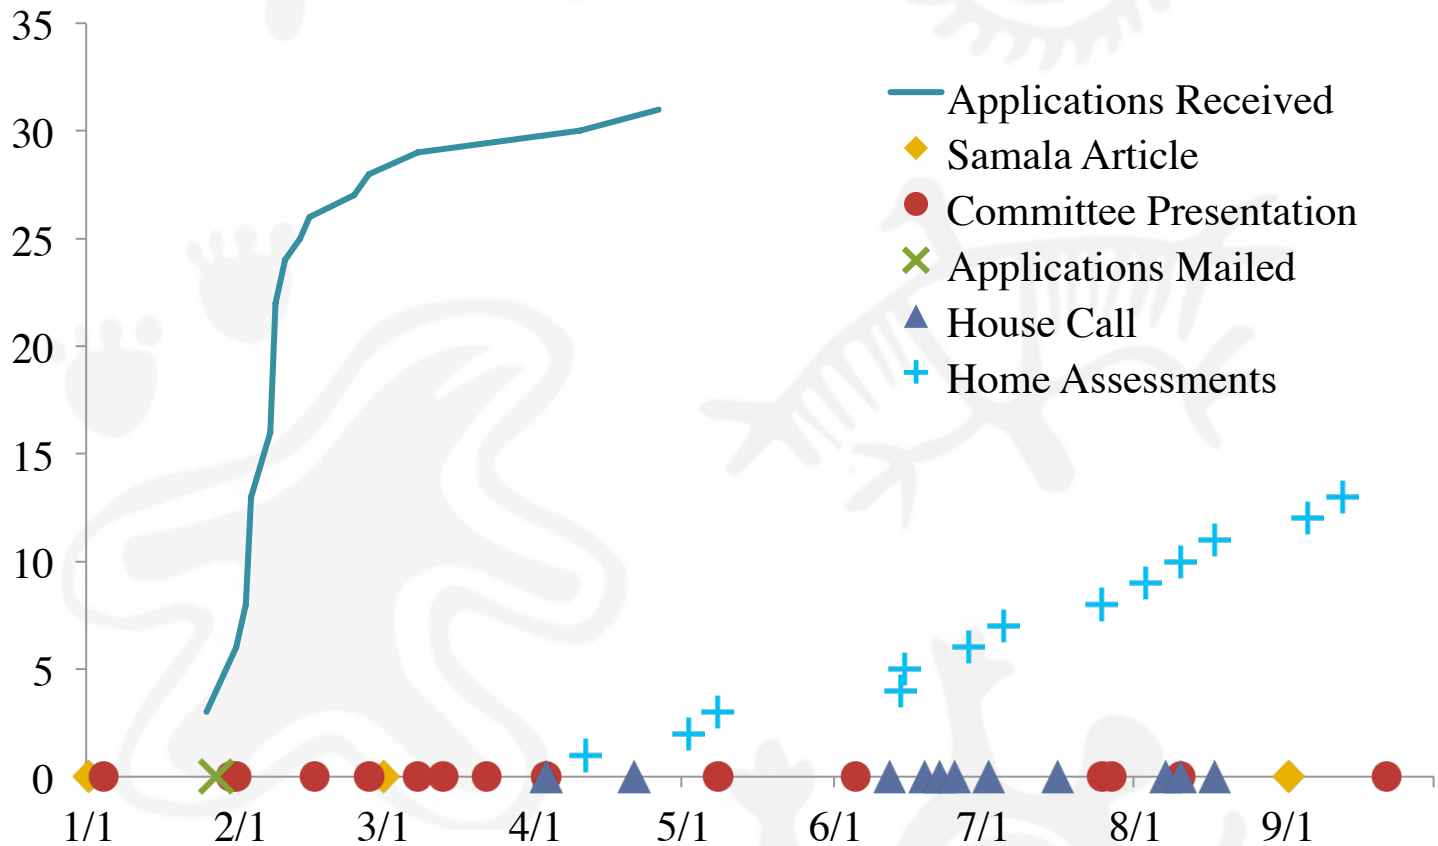 35
30
25
20
15
10
5
0
Applications Received
Samala Article
Committee Presentation
Applications Mailed
House Call
Home Assessments
1/1 2/1 3/1 4/1 5/1 6/1 7/1 8/1 9/1